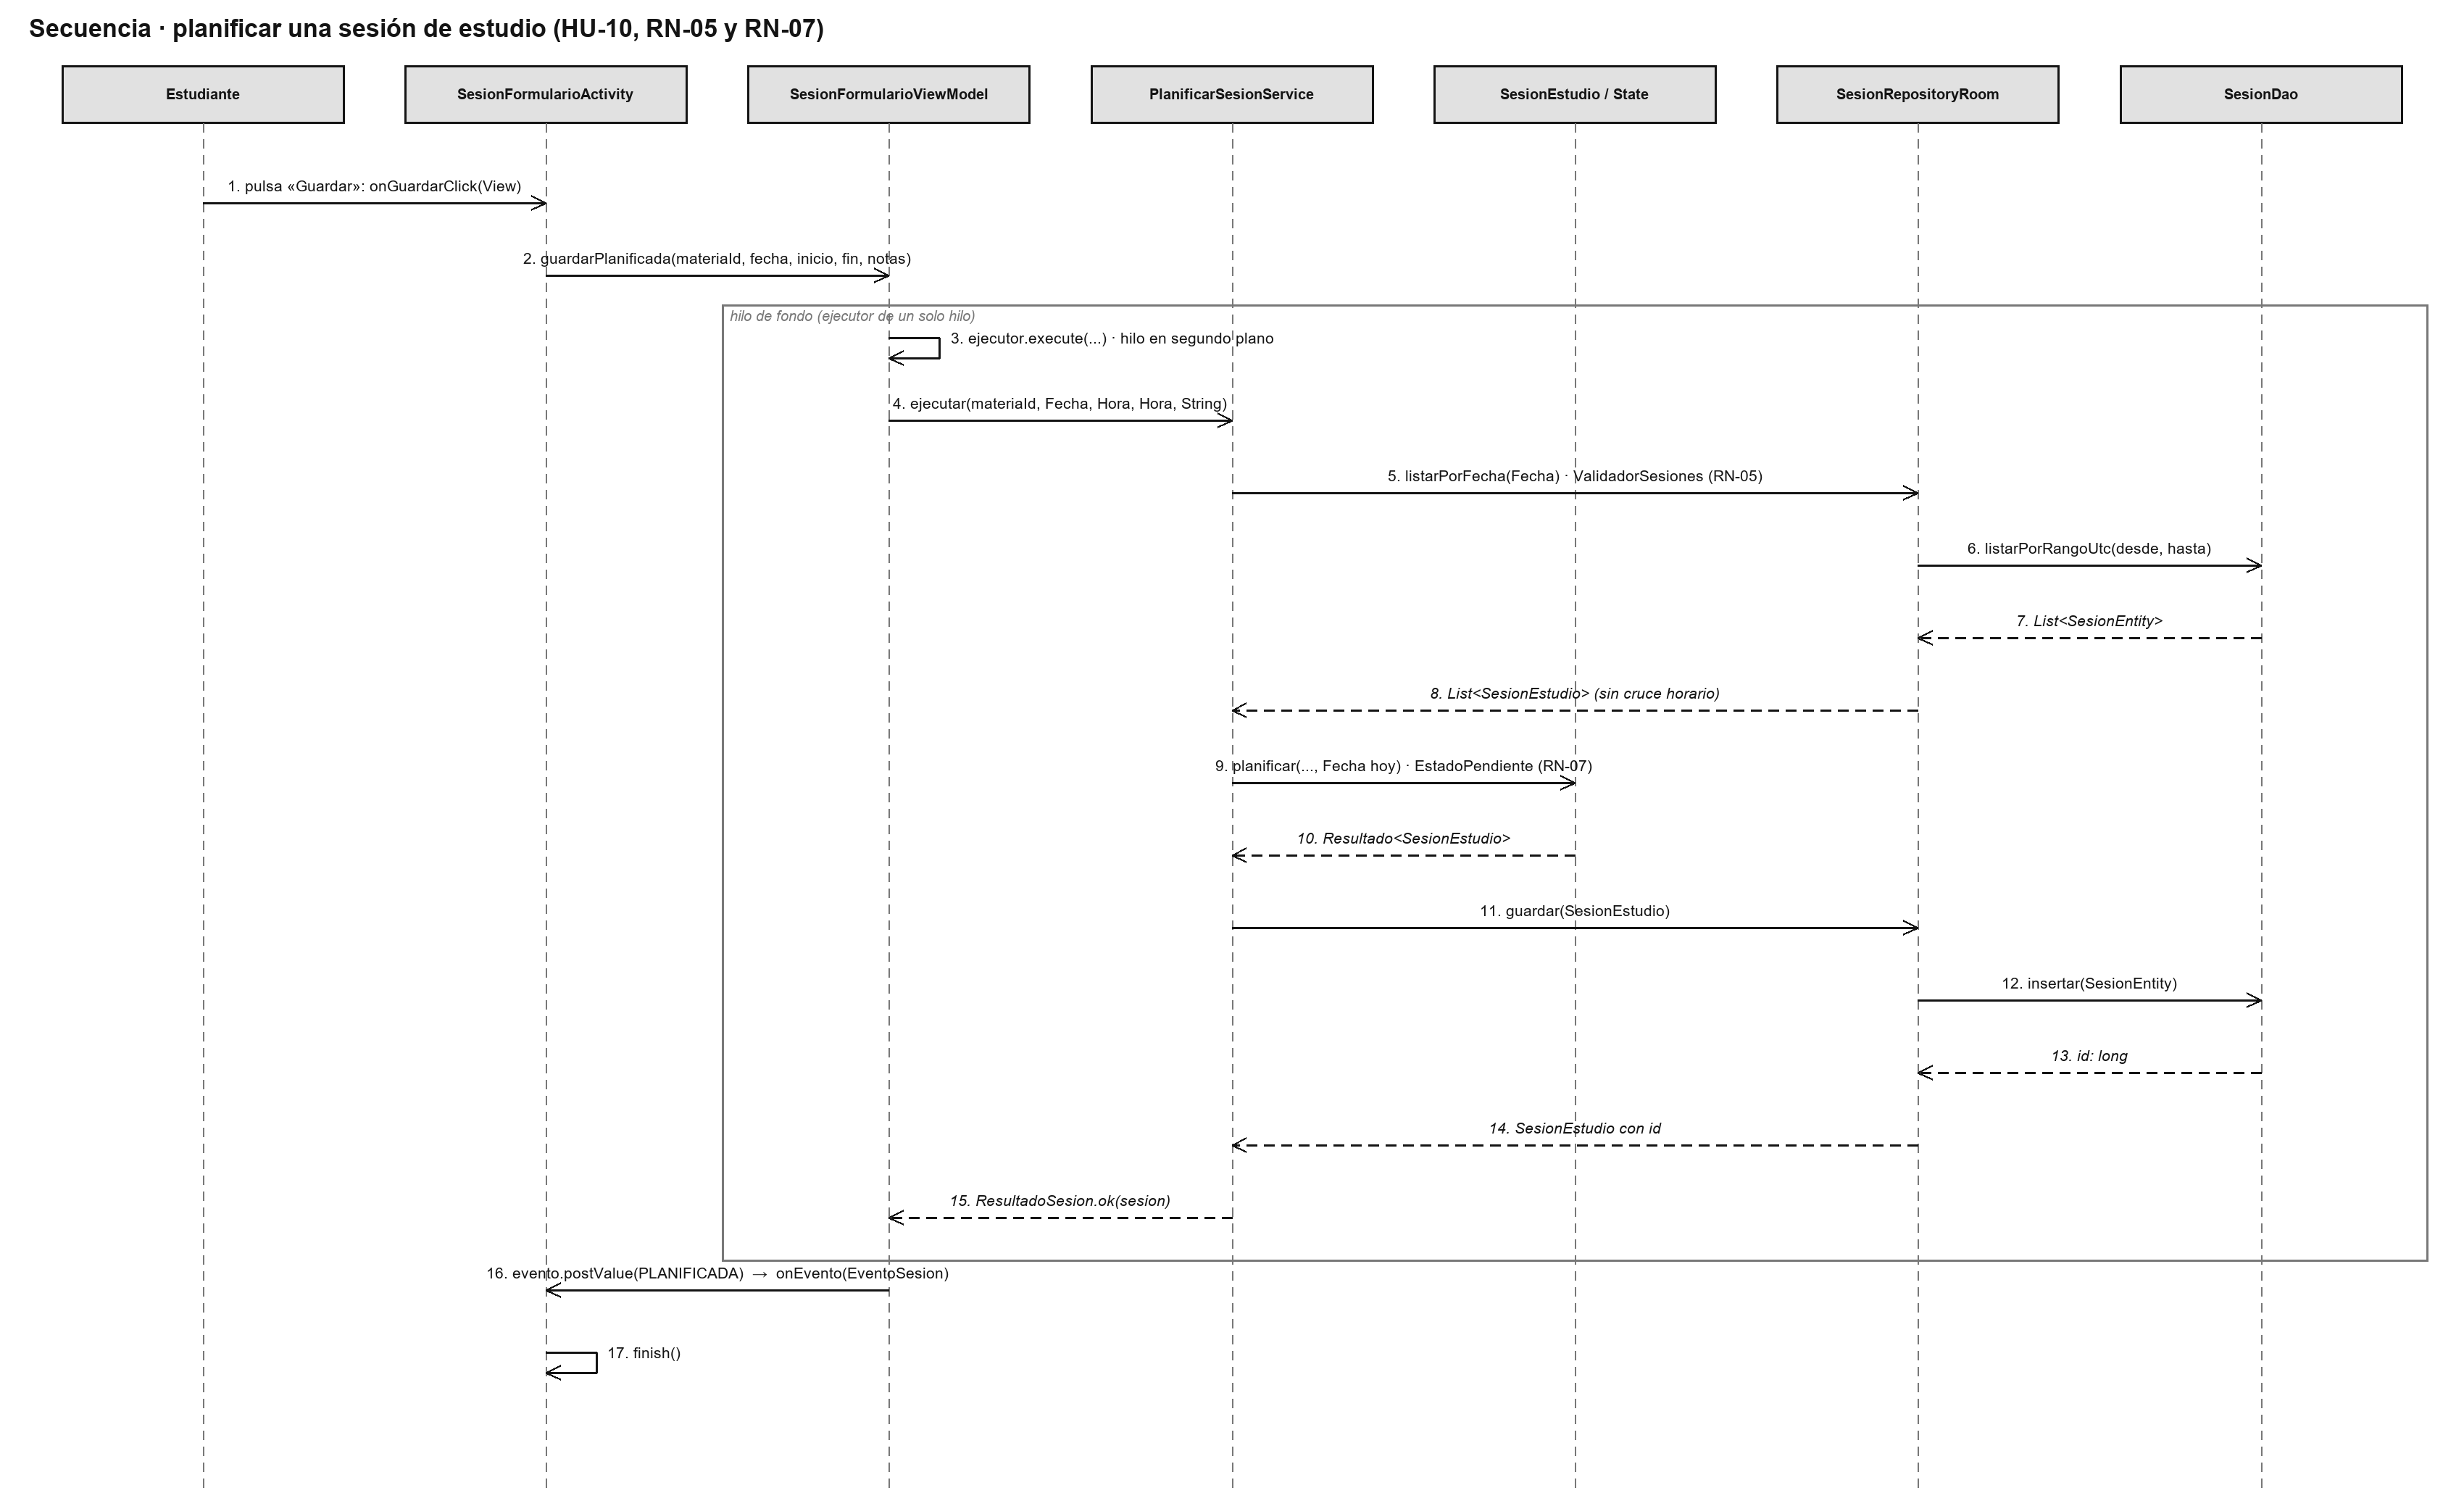 Secuencia · planificar una sesión de estudio (HU-10, RN-05 y RN-07)
Estudiante
SesionFormularioActivity
SesionFormularioViewModel
PlanificarSesionService
SesionEstudio / State
SesionRepositoryRoom
SesionDao
1. pulsa «Guardar»: onGuardarClick(View)
2. guardarPlanificada(materiaId, fecha, inicio, fin, notas)
hilo de fondo (ejecutor de un solo hilo)
3. ejecutor.execute(...) · hilo en segundo plano
4. ejecutar(materiaId, Fecha, Hora, Hora, String)
5. listarPorFecha(Fecha) · ValidadorSesiones (RN-05)
6. listarPorRangoUtc(desde, hasta)
7. List<SesionEntity>
8. List<SesionEstudio> (sin cruce horario)
9. planificar(..., Fecha hoy) · EstadoPendiente (RN-07)
10. Resultado<SesionEstudio>
11. guardar(SesionEstudio)
12. insertar(SesionEntity)
13. id: long
14. SesionEstudio con id
15. ResultadoSesion.ok(sesion)
16. evento.postValue(PLANIFICADA) → onEvento(EventoSesion)
17. finish()